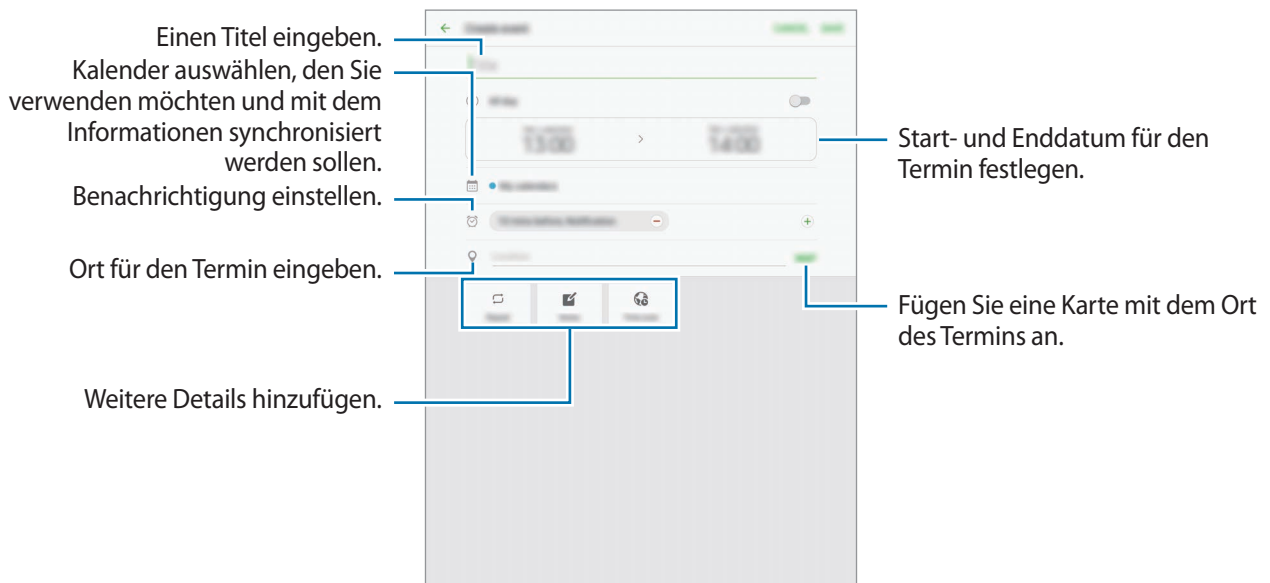 Einen Titel eingeben.
Kalender auswählen, den Sie
verwenden möchten und mit dem
Informationen synchronisiert
werden sollen.
Benachrichtigung einstellen.
Ort für den Termin eingeben.
Weitere Details hinzufügen.
13:00
14:00
Start- und Enddatum für den
Termin festlegen.
Fügen Sie eine Karte mit dem Ort
des Termins an.